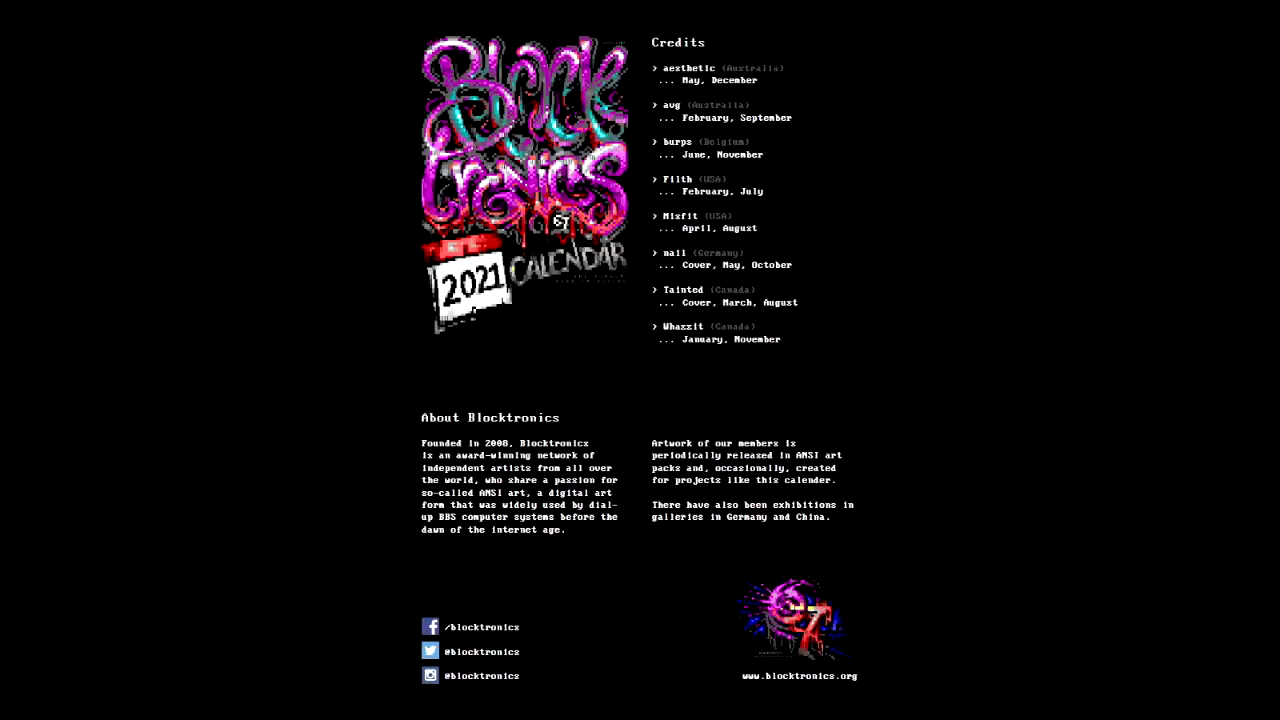 Block
tronics
67
2021 CALENDAR
Credits
> aesthetic (Australia)
... May, December
> avg (Australia)
... February, September
> burps (Belgium)
... June, November
> Filth (USA)
... February, July
> Misfit (USA)
... April, August
> nail (Germany)
... Cover, May, October
> Tainted (Canada)
... Cover, March, August
> Whazzit (Canada)
... January, November
About Blocktronics
Founded in 2008, Blocktronics
is an award-winning network of
independent artists from all over
the world, who share a passion for
so-called ANSI art, a digital art
form that was widely used by dial-
up BBS computer systems before the
dawn of the internet age.
Artwork of our members is
periodically released in ANSI art
packs and, occasionally, created
for projects like this calender.
There have also been exhibitions in
galleries in Germany and China.
/blocktronics
@blocktronics
@blocktronics
67
www.blocktronics.org